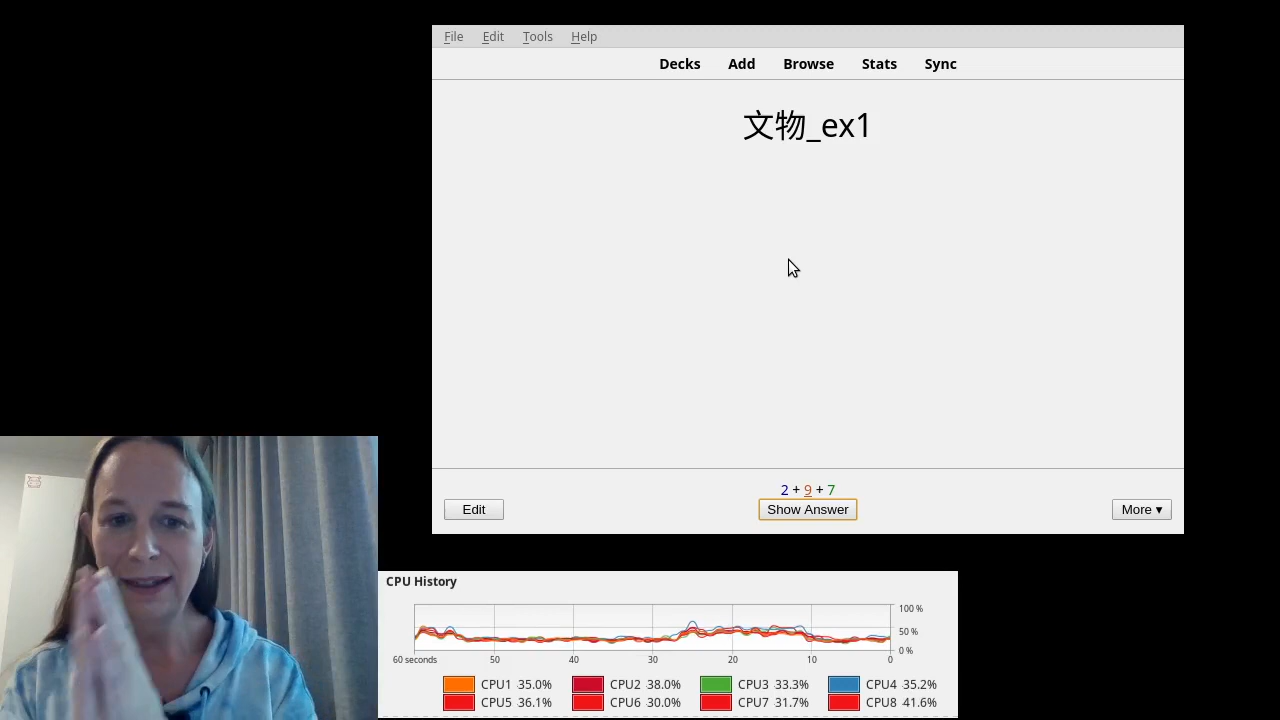 File Edit Tools Help
Decks Add Browse Stats Sync
文物_ex1
2 + 9 + 7
Edit Show Answer More ▾
CPU History
100 %
50 %
0 %
60 seconds 50 40 30 20 10 0
CPU1 35.0% CPU2 38.0% CPU3 33.3% CPU4 35.2%
CPU5 36.1% CPU6 30.0% CPU7 31.7% CPU8 41.6%